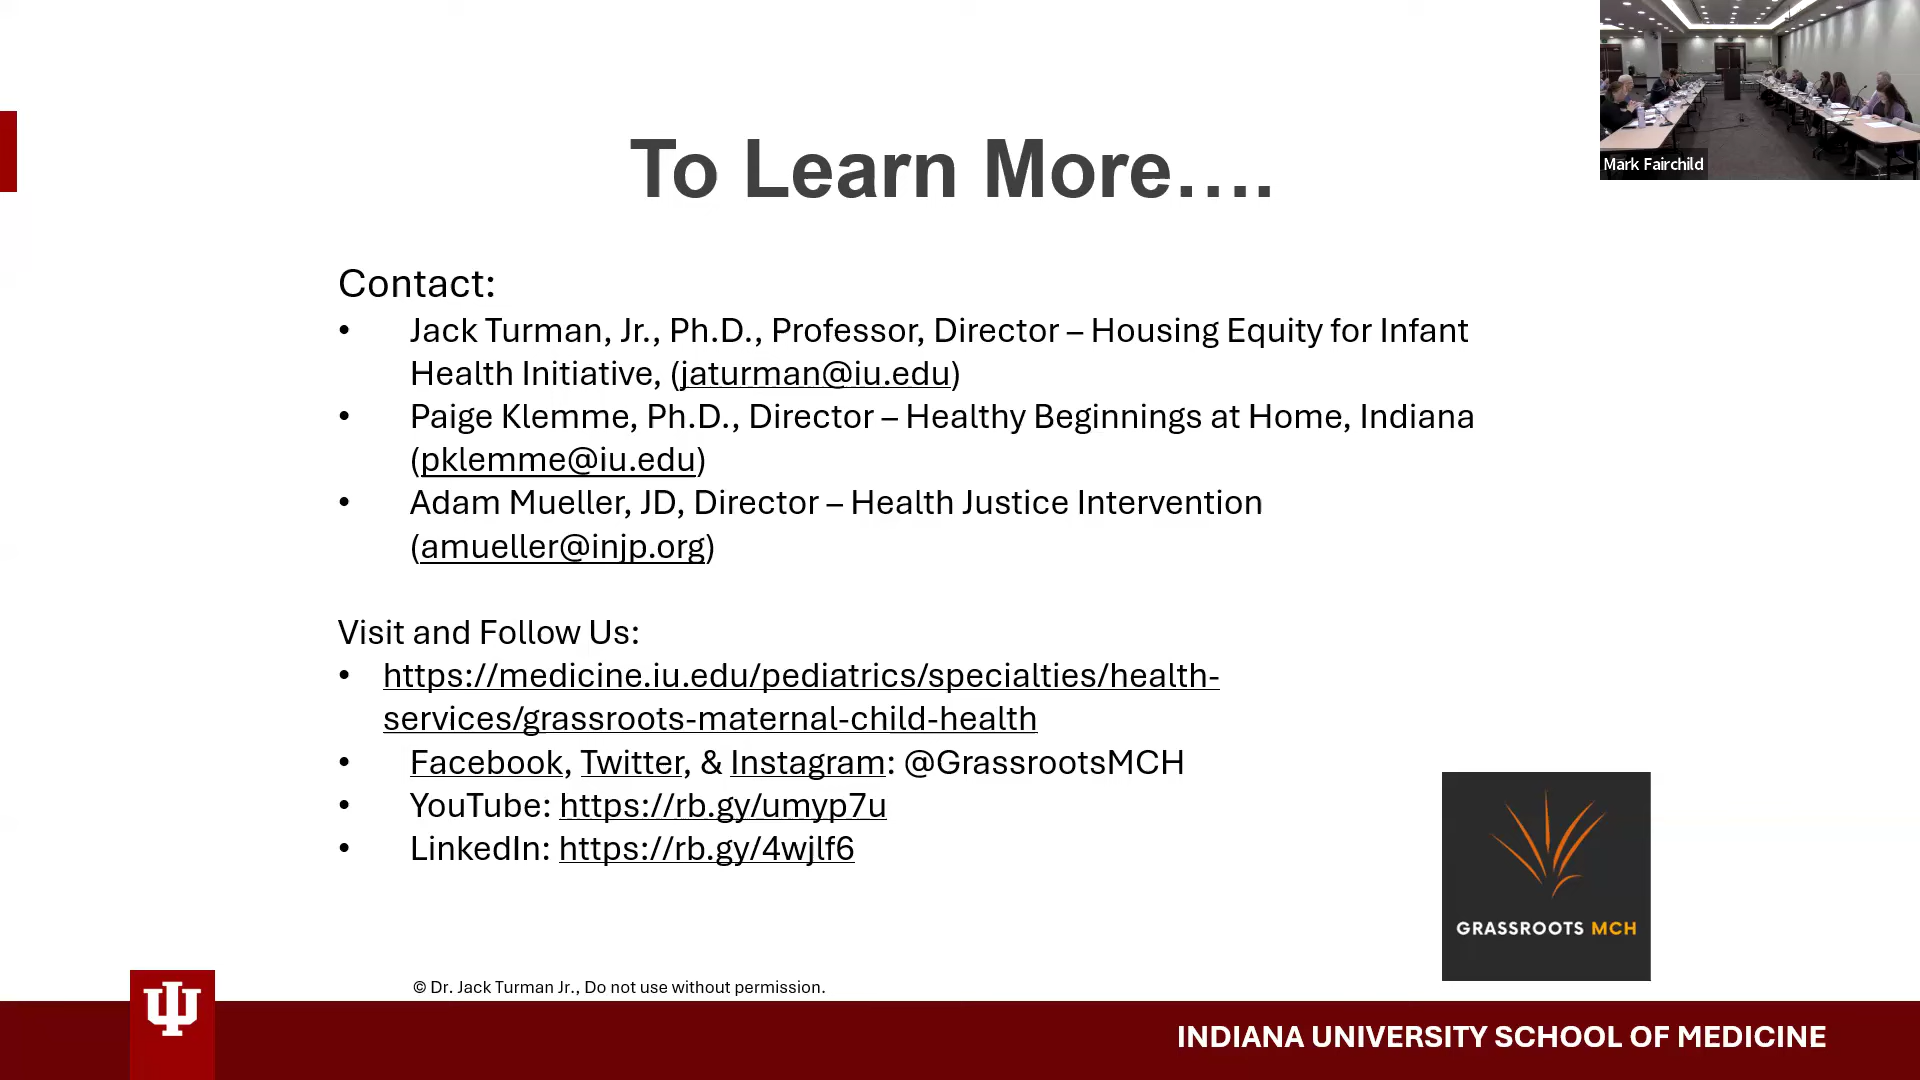 To Learn More….
Mark Fairchild
Contact:
• Jack Turman, Jr., Ph.D., Professor, Director – Housing Equity for Infant
Health Initiative, (jaturman@iu.edu)
• Paige Klemme, Ph.D., Director – Healthy Beginnings at Home, Indiana
(pklemme@iu.edu)
• Adam Mueller, JD, Director – Health Justice Intervention
(amueller@injp.org)
Visit and Follow Us:
• https://medicine.iu.edu/pediatrics/specialties/health-
services/grassroots-maternal-child-health
• Facebook, Twitter, & Instagram: @GrassrootsMCH
• YouTube: https://rb.gy/umyp7u
• LinkedIn: https://rb.gy/4wjlf6
GRASSROOTS MCH
© Dr. Jack Turman Jr., Do not use without permission.
INDIANA UNIVERSITY SCHOOL OF MEDICINE